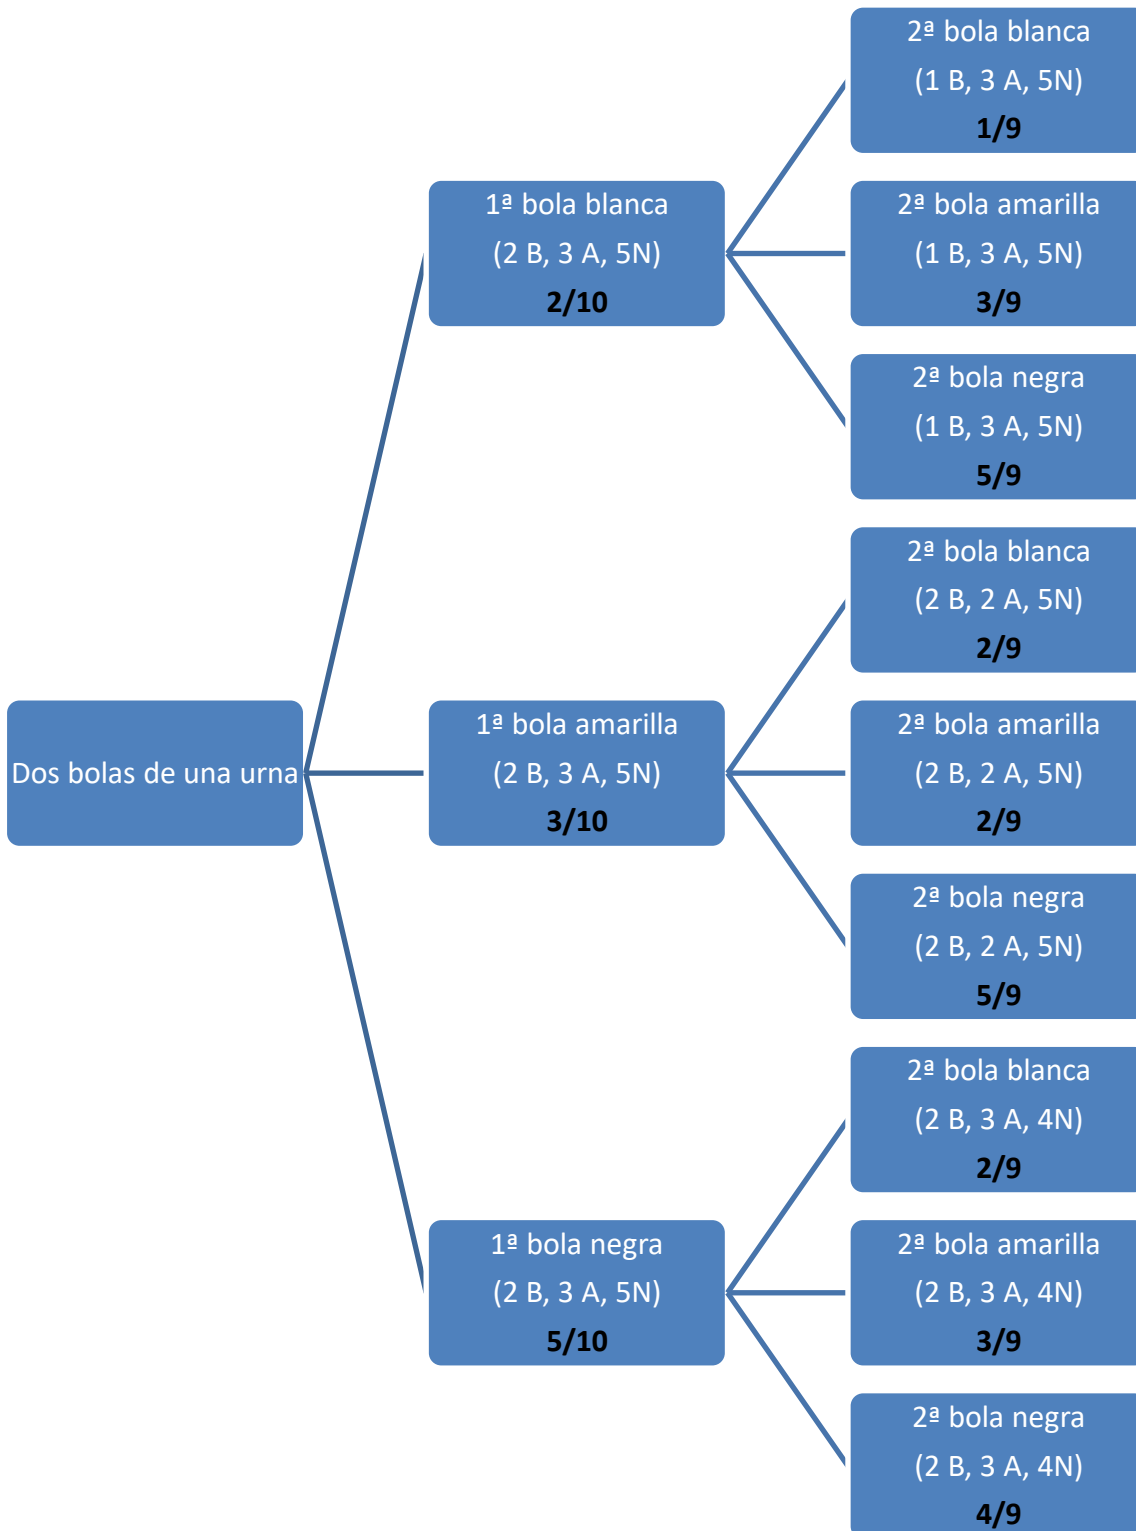 Dos bolas de una urna
1ª bola blanca
(2 B, 3 A, 5N)
2/10
2ª bola blanca
(1 B, 3 A, 5N)
1/9
2ª bola amarilla
(1 B, 3 A, 5N)
3/9
2ª bola negra
(1 B, 3 A, 5N)
5/9
1ª bola amarilla
(2 B, 3 A, 5N)
3/10
2ª bola blanca
(2 B, 2 A, 5N)
2/9
2ª bola amarilla
(2 B, 2 A, 5N)
2/9
2ª bola negra
(2 B, 2 A, 5N)
5/9
1ª bola negra
(2 B, 3 A, 5N)
5/10
2ª bola blanca
(2 B, 3 A, 4N)
2/9
2ª bola amarilla
(2 B, 3 A, 4N)
3/9
2ª bola negra
(2 B, 3 A, 4N)
4/9